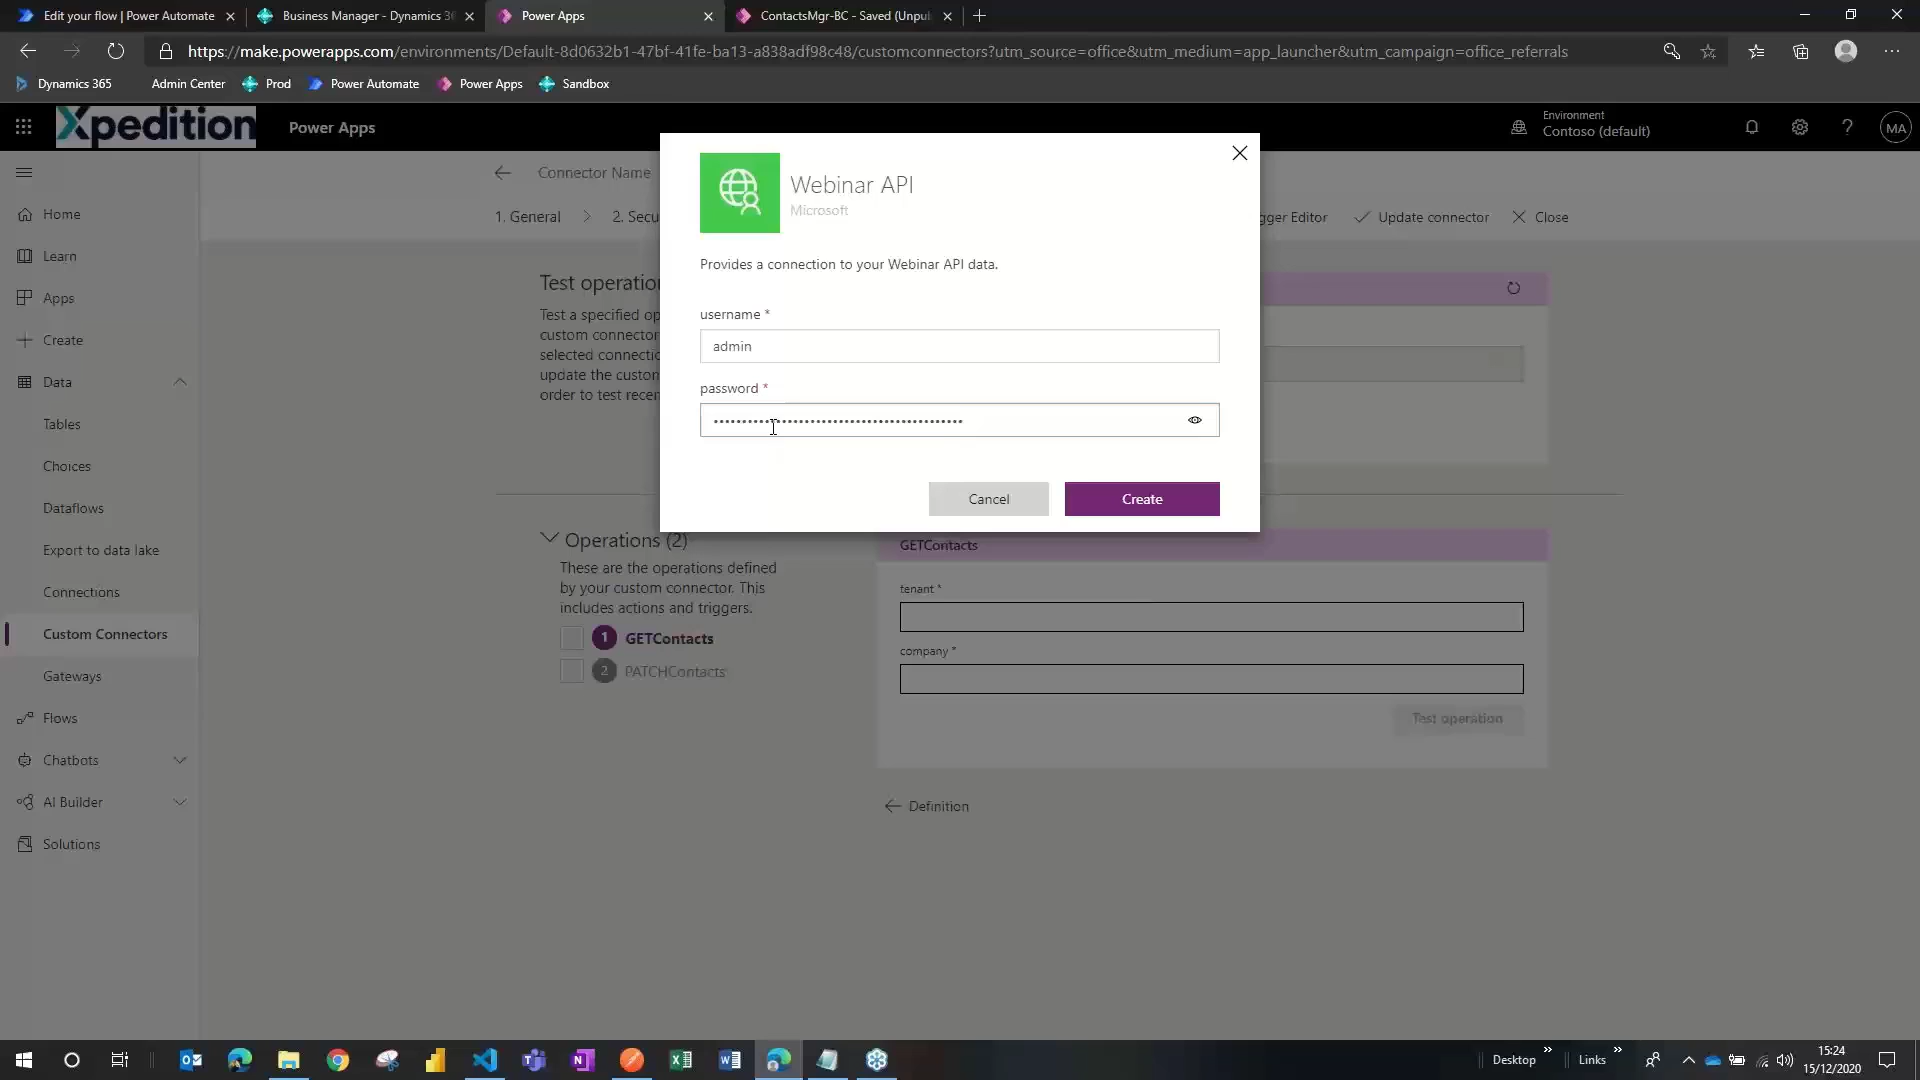 Edit your flow | Power Automate
Business Manager - Dynamics 36
Power Apps
ContactsMgr-BC - Saved (Unpul
https://make.powerapps.com/environments/Default-8d0632b1-47bf-41fe-ba13-a838adf98c48/customconnectors?utm_source=office&utm_medium=app_launcher&utm_campaign=office_referrals
Dynamics 365
Admin Center
Prod
Power Automate
Power Apps
Sandbox
Xpedition
Power Apps
Environment
Contoso (default)
MA
Home
Learn
Apps
Create
Data
Tables
Choices
Dataflows
Export to data lake
Connections
Custom Connectors
Gateways
Flows
Chatbots
AI Builder
Solutions
Connector Name
1. General
2. Secu
gger Editor
Update connector
Close
Test operatio
Test a specified op
custom connector
selected connectio
update the custom
order to test recen
Webinar API
Microsoft
Provides a connection to your Webinar API data.
username *
admin
password *
Cancel
Create
Operations (2)
These are the operations defined
by your custom connector. This
includes actions and triggers.
1 GETContacts
2 PATCHContacts
GETContacts
tenant *
company *
Test operation
Definition
Desktop
Links
15:24
15/12/2020